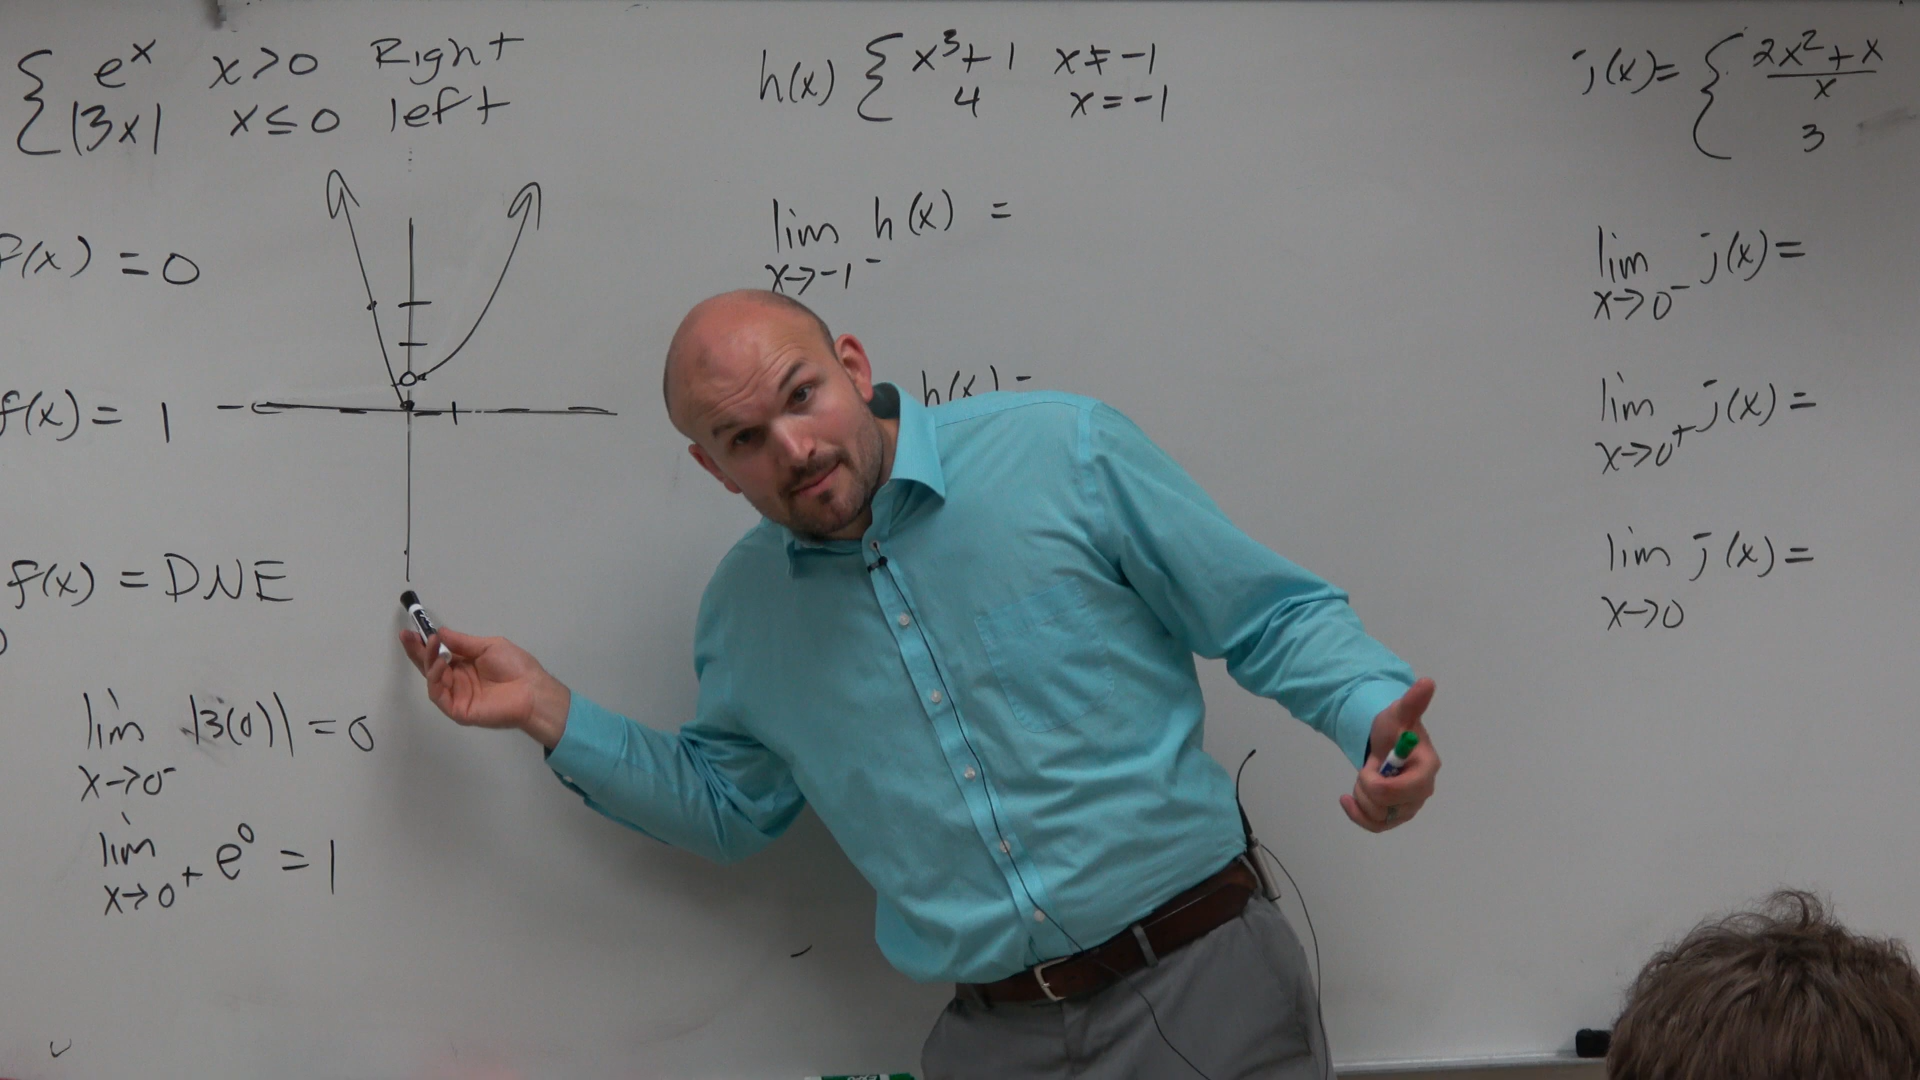 { eˣ x>0 Right
|3x| x≤0 left
f(x) = 0
f(x) = 1
f(x) = DNE
lim |3(0)| = 0
x→0⁻
lim e⁰ = 1
x→0⁺
h(x) { x³+1 x≠-1
4 x=-1
lim h(x) =
x→-1⁻
h(x) =
j(x)= { 2x²+x
x
3
lim j(x)=
x→0⁻
lim j(x)=
x→0⁺
lim j(x)=
x→0